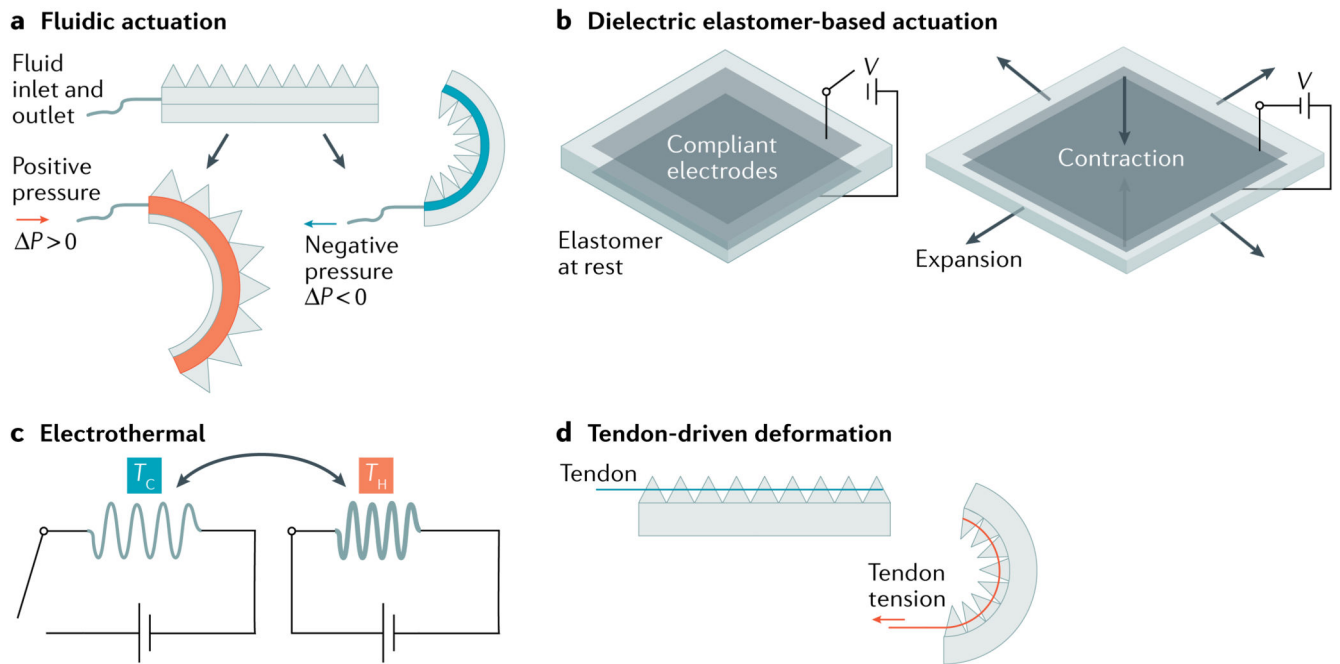 a Fluidic actuation
Fluid
inlet and
outlet
Positive
pressure
ΔP > 0
Negative
pressure
ΔP < 0
b Dielectric elastomer-based actuation
V
Compliant
electrodes
Elastomer
at rest
V
Contraction
Expansion
c Electrothermal
T_C
T_H
d Tendon-driven deformation
Tendon
Tendon
tension